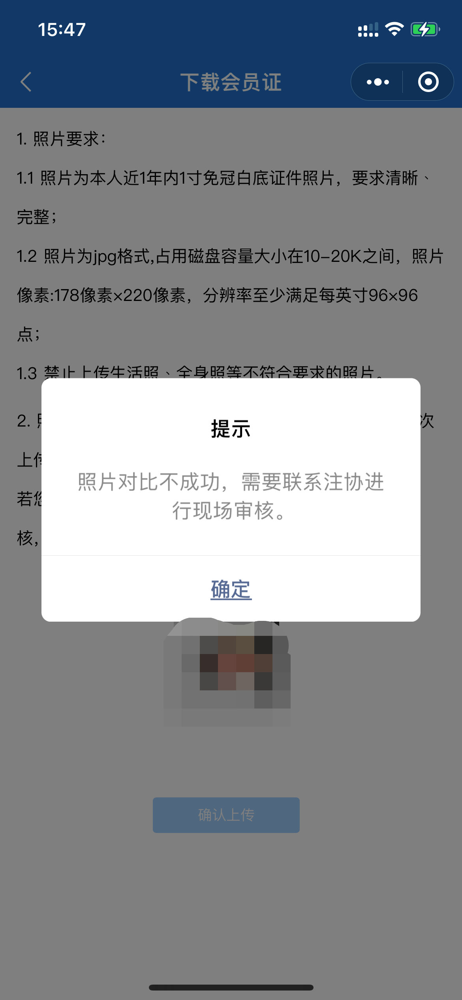 15:47
下载会员证
1. 照片要求：
1.1 照片为本人近1年内1寸免冠白底证件照片，要求清晰、
完整；
1.2 照片为jpg格式,占用磁盘容量大小在10-20K之间，照片
像素:178像素×220像素，分辨率至少满足每英寸96×96
点；
1.3 禁止上传生活照、全身照等不符合要求的照片。
2. 次
上传
若您
核，
提示
照片对比不成功，需要联系注协进
行现场审核。
确定
确认上传